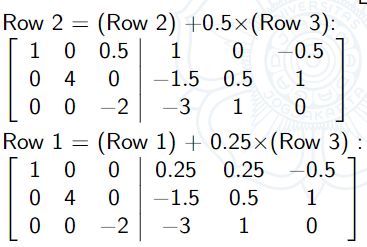 Row 2 = (Row 2) +0.5×(Row 3):
1 0 0.5 1 0 −0.5
0 4 0 −1.5 0.5 1
0 0 −2 −3 1 0
Row 1 = (Row 1) + 0.25×(Row 3) :
1 0 0 0.25 0.25 −0.5
0 4 0 −1.5 0.5 1
0 0 −2 −3 1 0